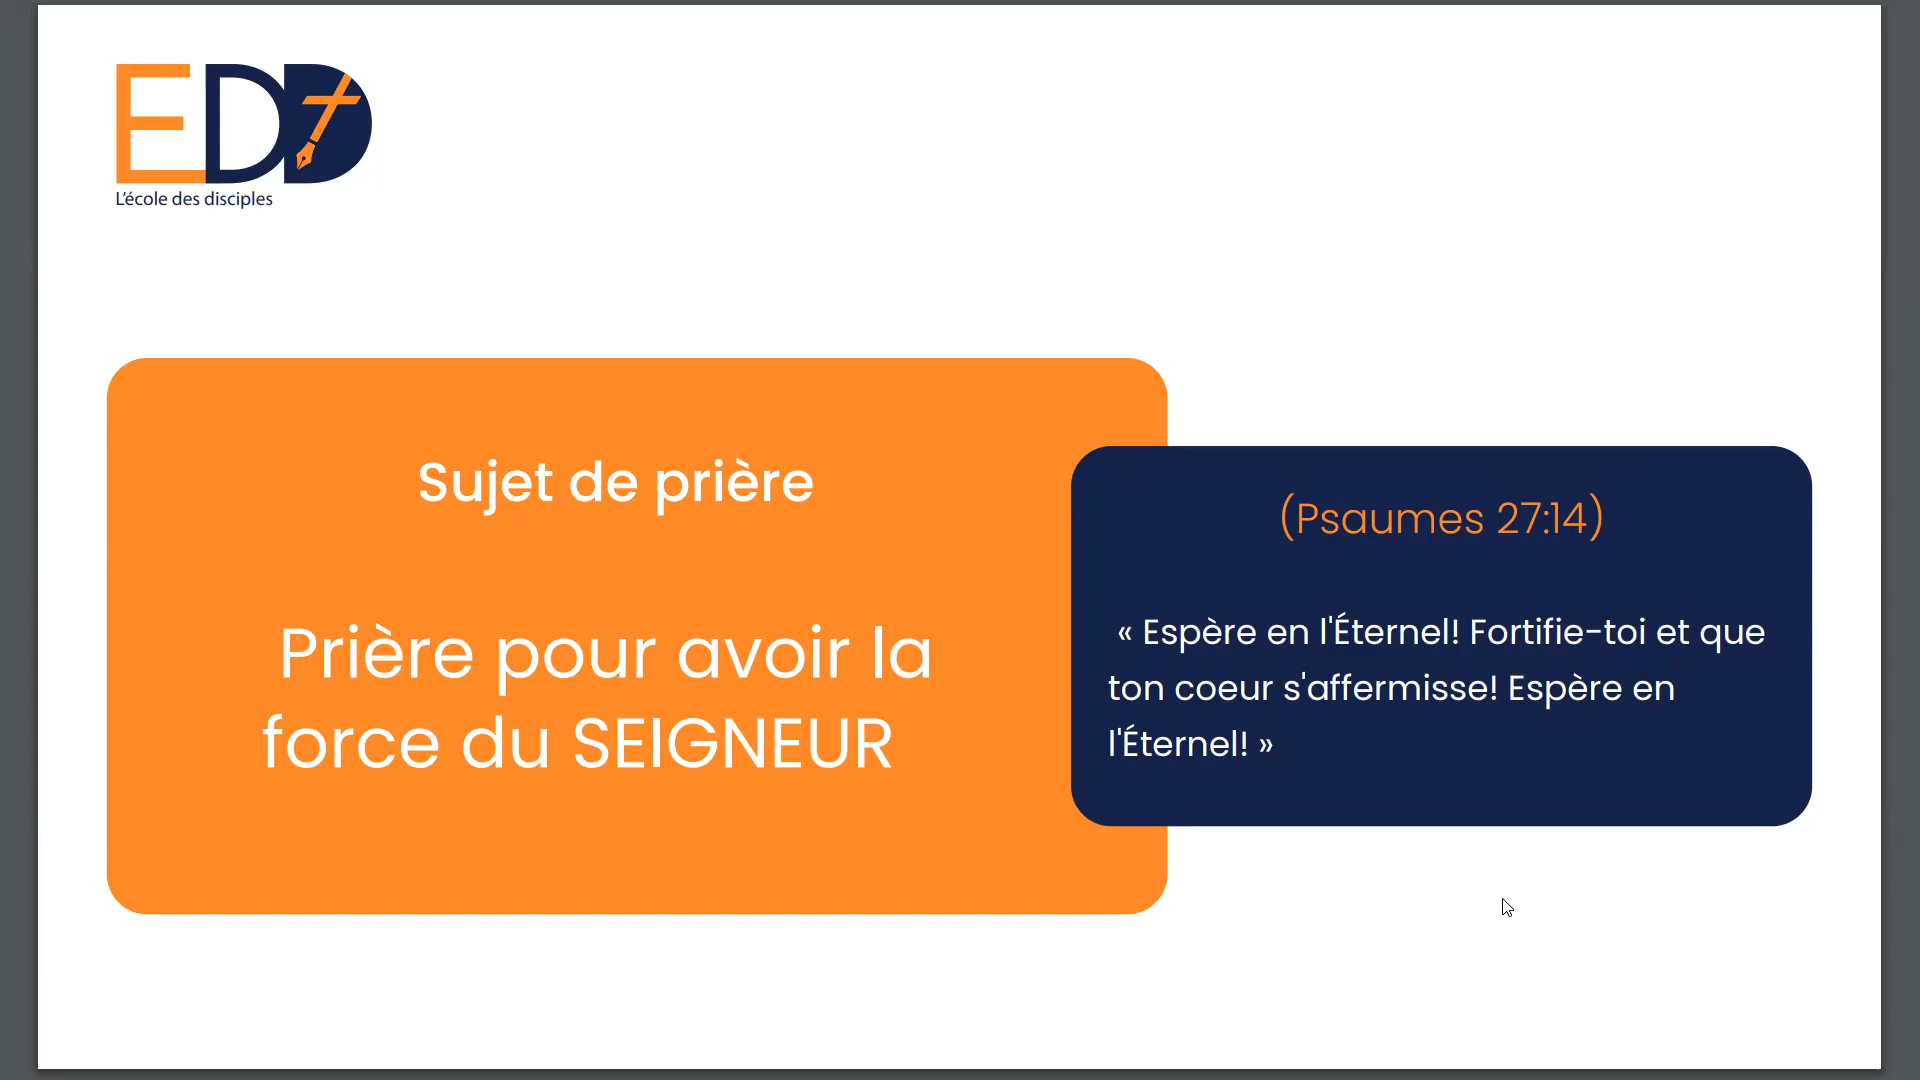 EDD
L'école des disciples
Sujet de prière
Prière pour avoir la
force du SEIGNEUR
(Psaumes 27:14)
« Espère en l'Éternel! Fortifie-toi et que
ton coeur s'affermisse! Espère en
l'Éternel! »